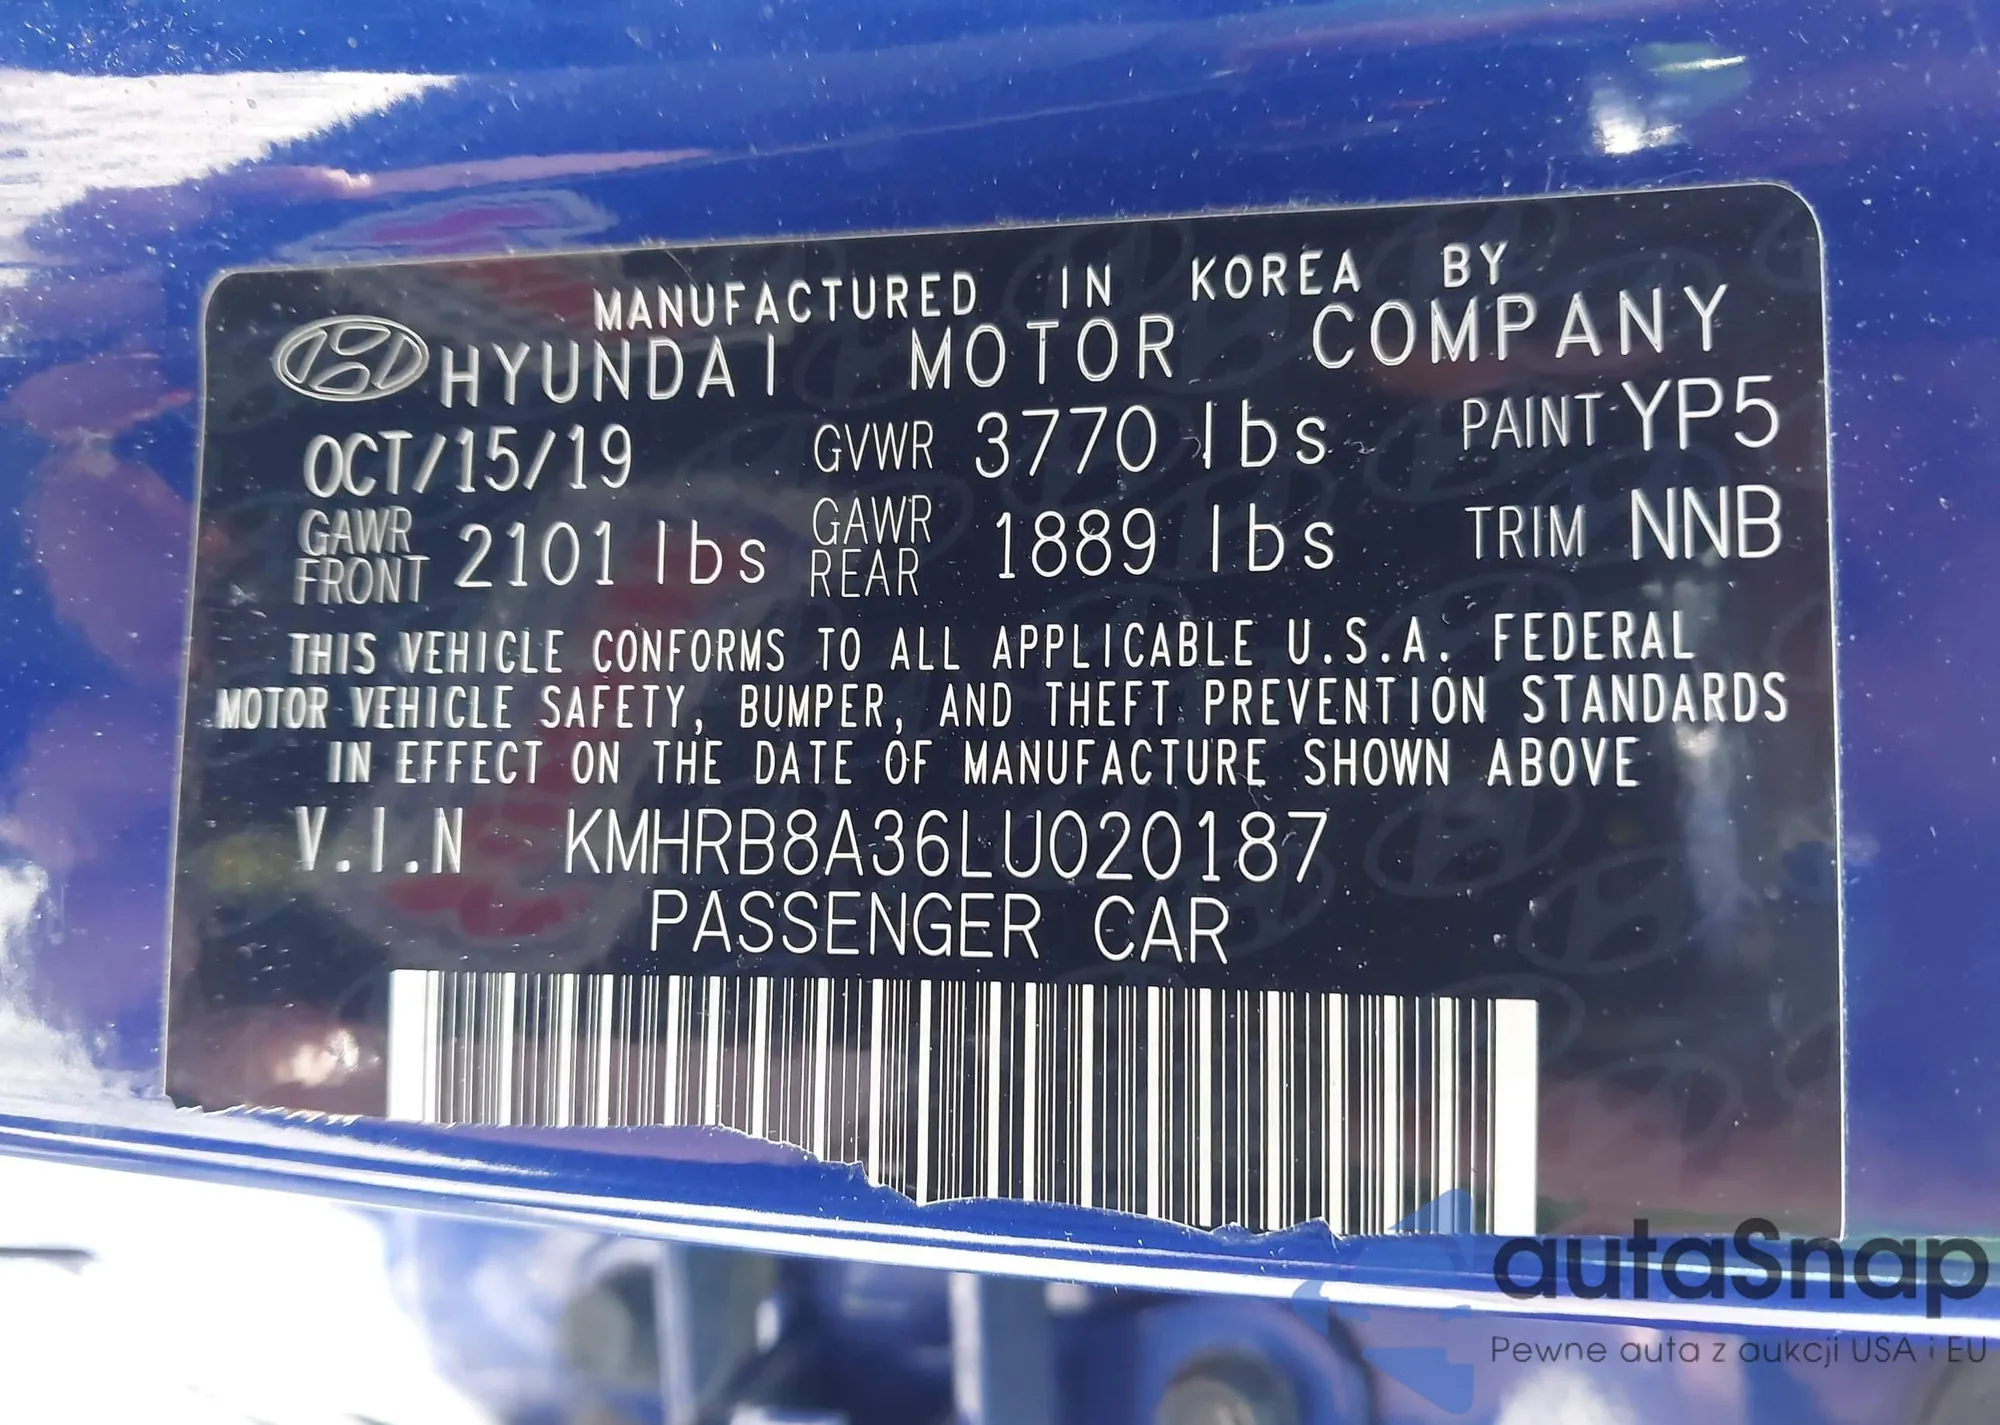 MANUFACTURED IN KOREA BY
HYUNDAI MOTOR COMPANY
OCT/15/19 GVWR 3770 lbs PAINT YP5
GAWR FRONT 2101 lbs GAWR REAR 1889 lbs TRIM NNB
THIS VEHICLE CONFORMS TO ALL APPLICABLE U.S.A. FEDERAL
MOTOR VEHICLE SAFETY, BUMPER, AND THEFT PREVENTION STANDARDS
IN EFFECT ON THE DATE OF MANUFACTURE SHOWN ABOVE
V.I.N KMHRB8A36LU020187
PASSENGER CAR
autaSnap
Pewne auta z aukcji USA i EU